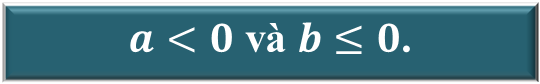 a < 0 và b ≤ 0.